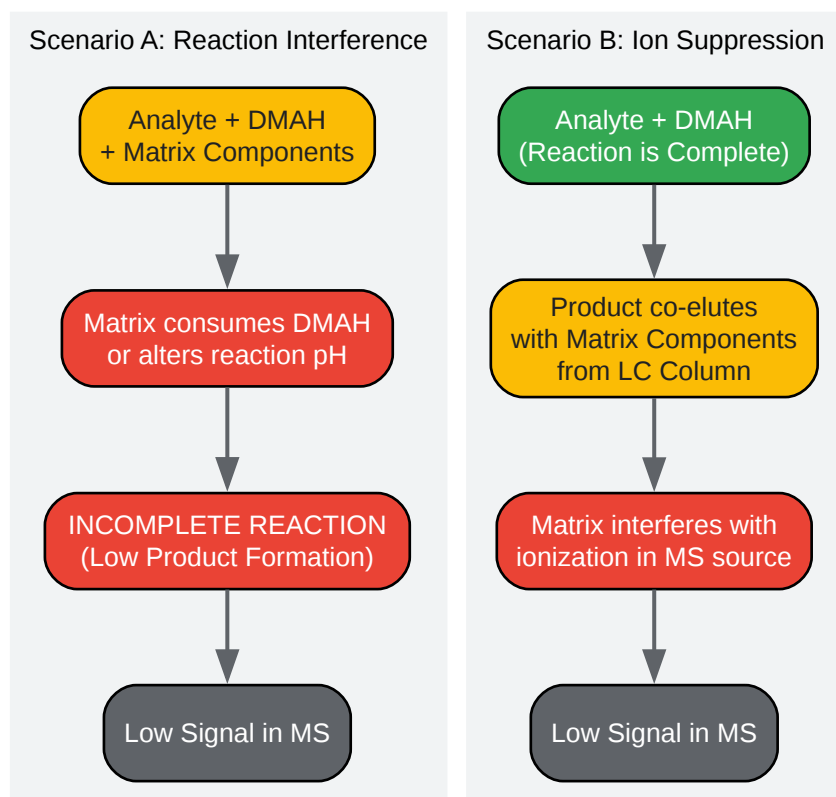 Scenario A: Reaction Interference
Analyte + DMAH
+ Matrix Components
Matrix consumes DMAH
or alters reaction pH
INCOMPLETE REACTION
(Low Product Formation)
Low Signal in MS
Scenario B: Ion Suppression
Analyte + DMAH
(Reaction is Complete)
Product co-elutes
with Matrix Components
from LC Column
Matrix interferes with
ionization in MS source
Low Signal in MS